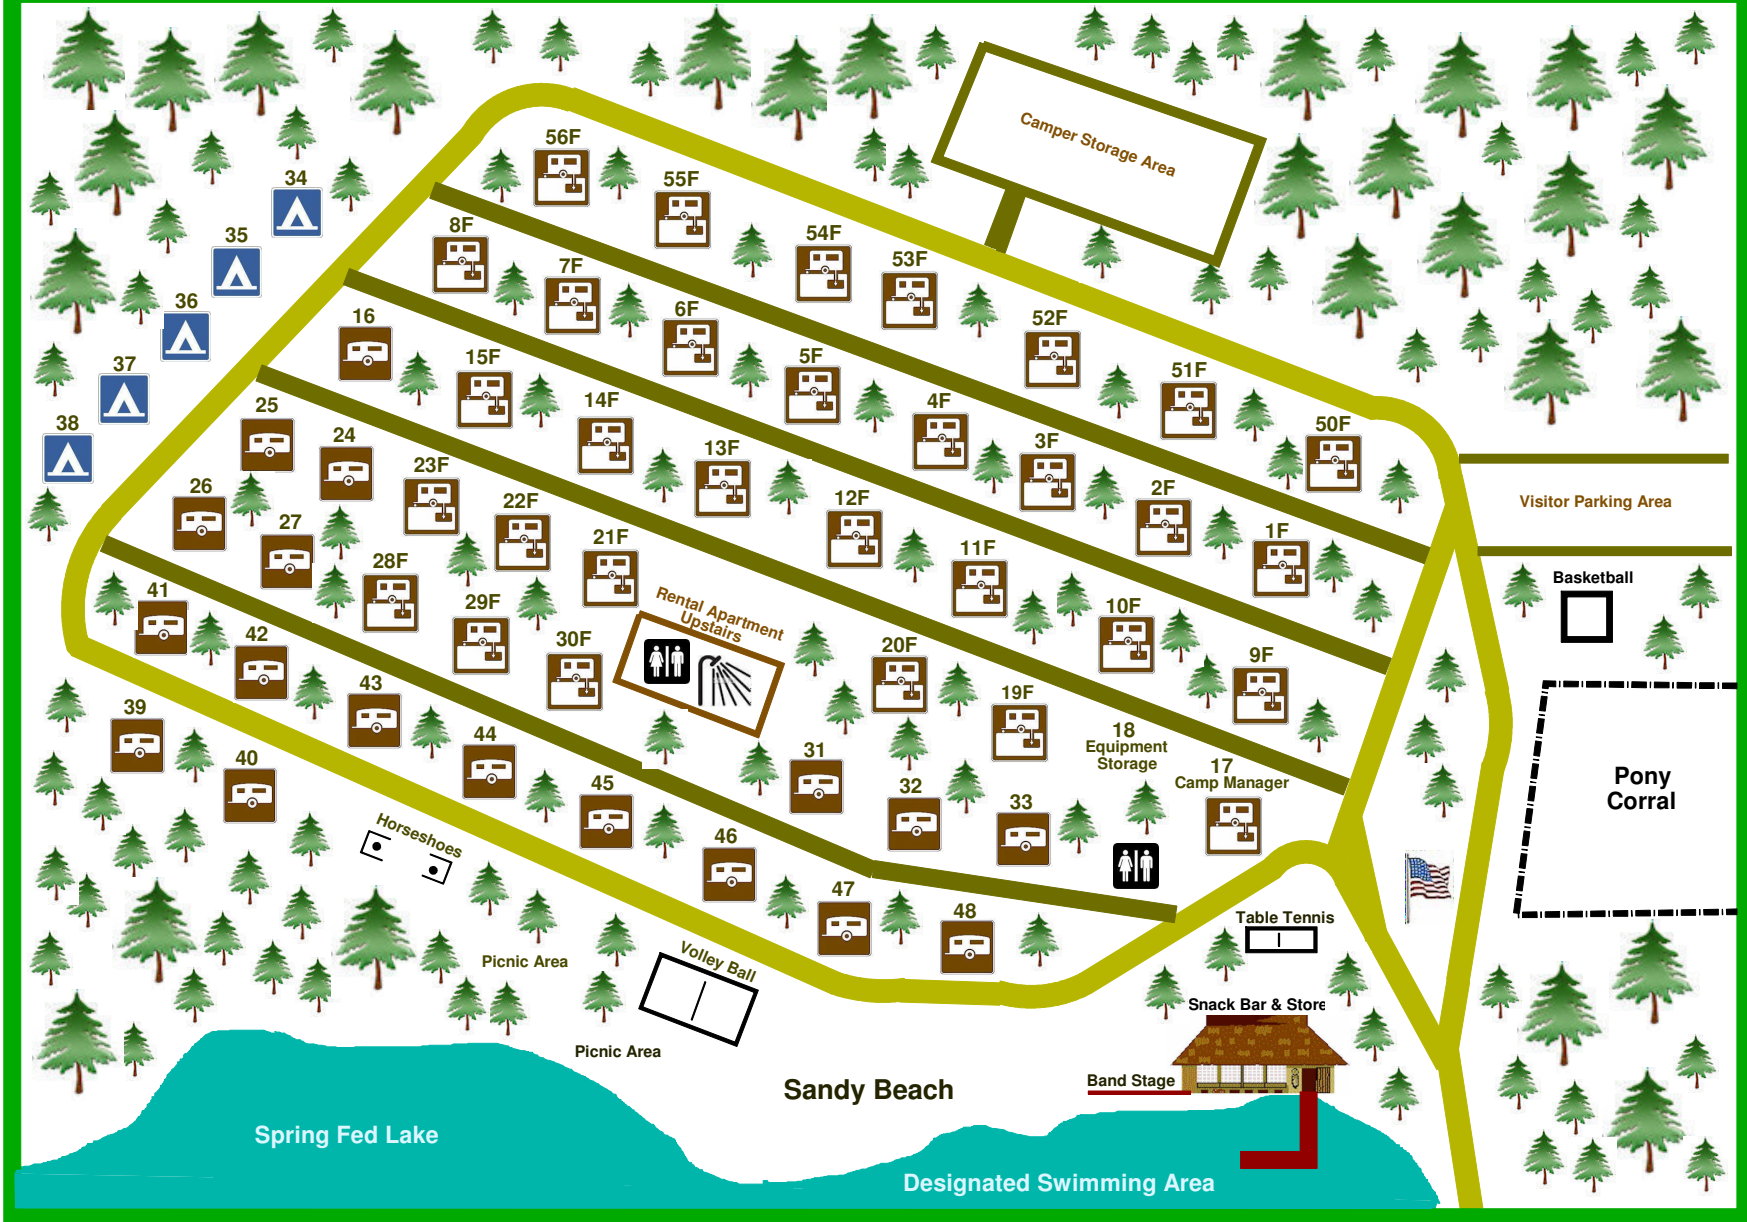 56F
55F
Camper Storage Area
34
8F
54F
35
7F
53F
36
6F
16
52F
15F
5F
37
51F
25
14F
4F
38
24
50F
13F
3F
23F
26
22F
12F
2F
Visitor Parking Area
27
21F
11F
1F
28F
Basketball
41
29F
Rental Apartment
Upstairs
10F
42
30F
20F
9F
43
19F
39
44
18
Equipment
Storage
40
31
17
Camp Manager
Pony
Corral
45
32
33
Horseshoes
46
47
48
Table Tennis
Volley Ball
Picnic Area
Snack Bar & Store
Picnic Area
Band Stage
Sandy Beach
Spring Fed Lake
Designated Swimming Area